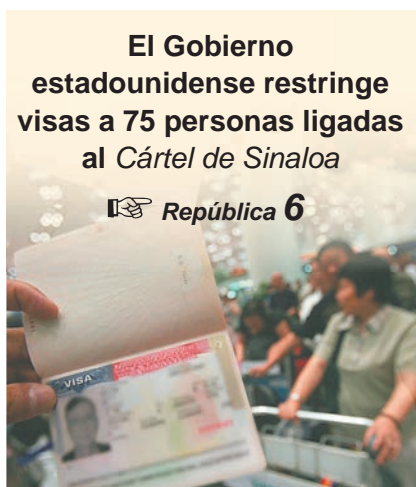 El Gobierno
estadounidense restringe
visas a 75 personas ligadas
al Cártel de Sinaloa
☞ República 6
VISA